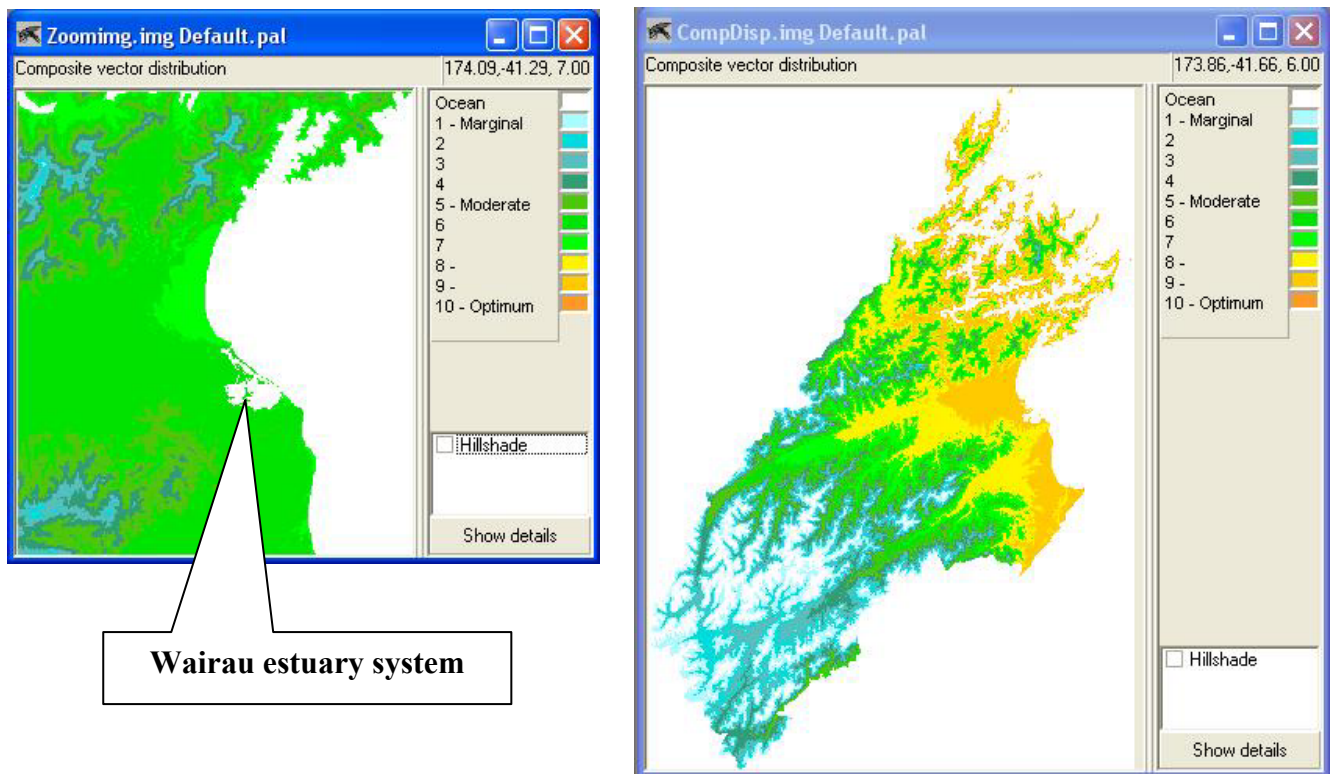 Zoomimg.img Default.pal
Composite vector distribution 174.09,-41.29, 7.00
Ocean
1 - Marginal
2
3
4
5 - Moderate
6
7
8 -
9 -
10 - Optimum
Hillshade
Show details
Wairau estuary system
CompDisp.img Default.pal
Composite vector distribution 173.86,-41.66, 6.00
Ocean
1 - Marginal
2
3
4
5 - Moderate
6
7
8 -
9 -
10 - Optimum
Hillshade
Show details